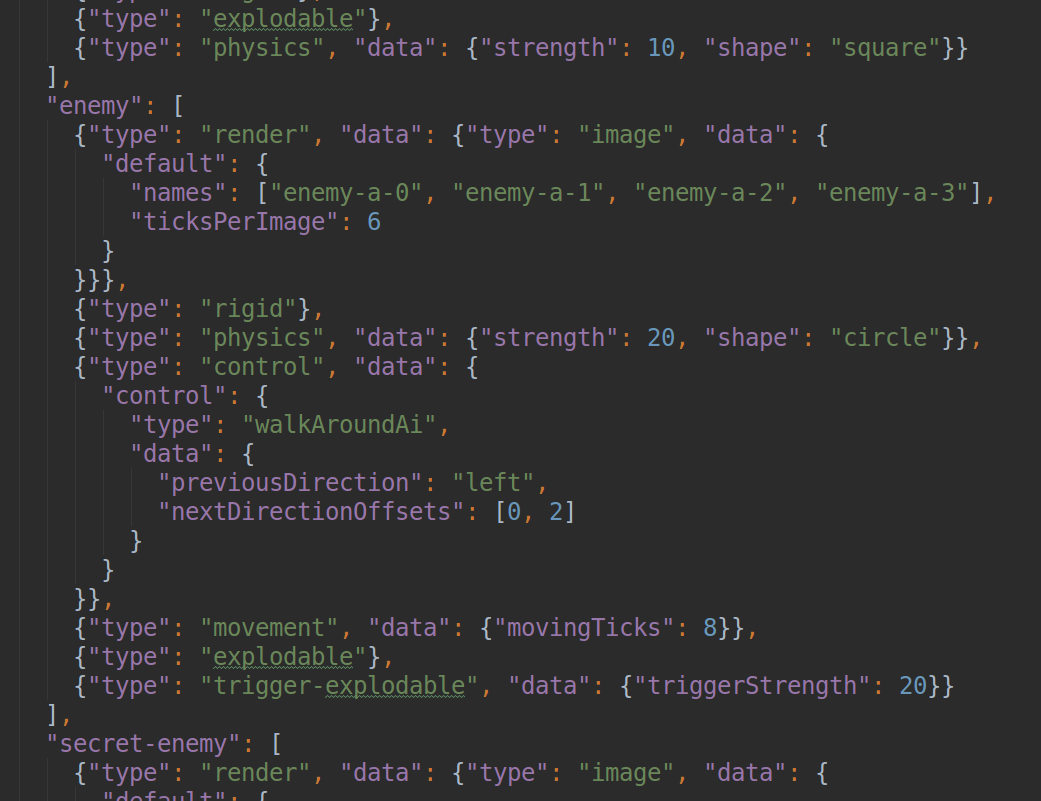 {"type": "explodable"},
{"type": "physics", "data": {"strength": 10, "shape": "square"}}
],
"enemy": [
{"type": "render", "data": {"type": "image", "data": {
"default": {
"names": ["enemy-a-0", "enemy-a-1", "enemy-a-2", "enemy-a-3"],
"ticksPerImage": 6
}
}}},
{"type": "rigid"},
{"type": "physics", "data": {"strength": 20, "shape": "circle"}},
{"type": "control", "data": {
"control": {
"type": "walkAroundAi",
"data": {
"previousDirection": "left",
"nextDirectionOffsets": [0, 2]
}
}
}},
{"type": "movement", "data": {"movingTicks": 8}},
{"type": "explodable"},
{"type": "trigger-explodable", "data": {"triggerStrength": 20}}
],
"secret-enemy": [
{"type": "render", "data": {"type": "image", "data": {
"default": {